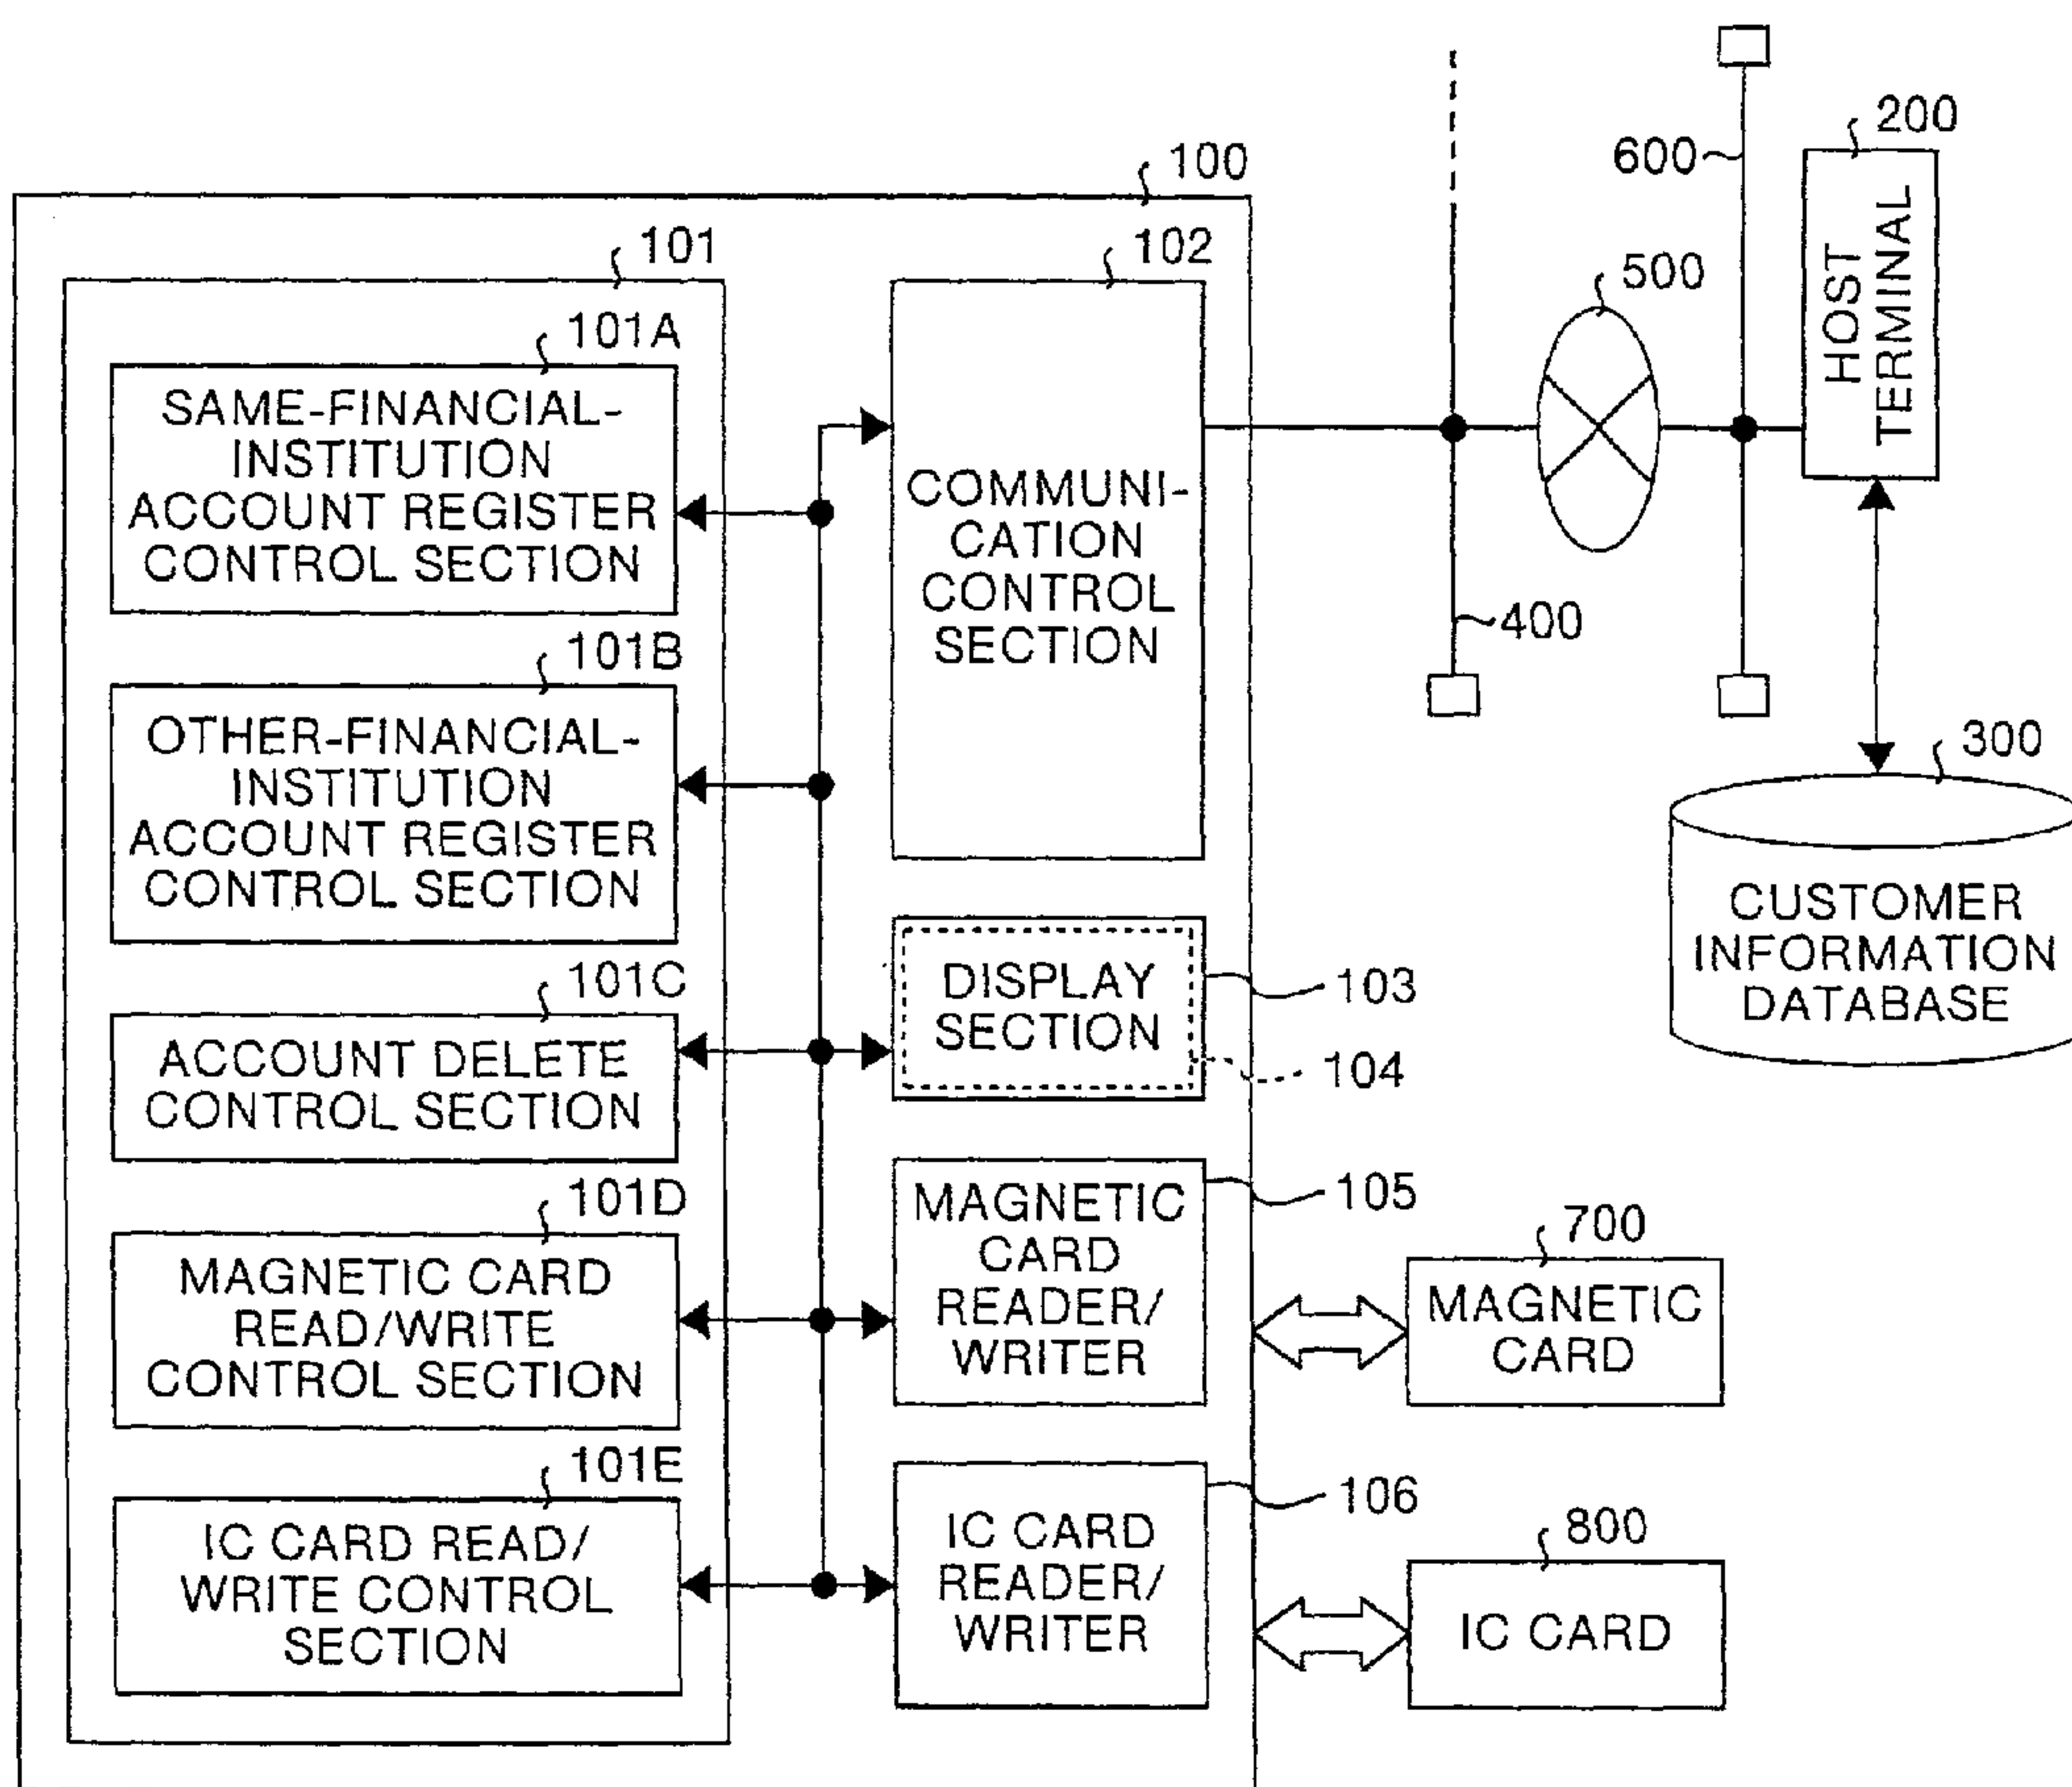 100
101
101A
SAME-FINANCIAL-
INSTITUTION
ACCOUNT REGISTER
CONTROL SECTION
101B
OTHER-FINANCIAL-
INSTITUTION
ACCOUNT REGISTER
CONTROL SECTION
101C
ACCOUNT DELETE
CONTROL SECTION
101D
MAGNETIC CARD
READ/WRITE
CONTROL SECTION
101E
IC CARD READ/
WRITE CONTROL
SECTION
102
COMMUNI-
CATION
CONTROL
SECTION
DISPLAY
SECTION
103
104
MAGNETIC
CARD
READER/
WRITER
105
IC CARD
READER/
WRITER
106
400
500
600
200
HOST
TERMINAL
300
CUSTOMER
INFORMATION
DATABASE
700
MAGNETIC
CARD
800
IC CARD